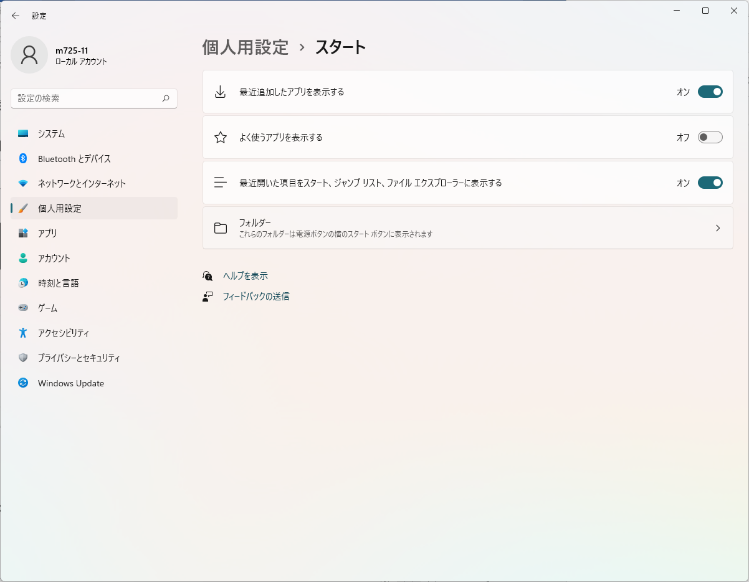 設定
m725-11
ローカル アカウント
設定の検索
システム
Bluetooth とデバイス
ネットワークとインターネット
個人用設定
アプリ
アカウント
時刻と言語
ゲーム
アクセシビリティ
プライバシーとセキュリティ
Windows Update
個人用設定 › スタート
最近追加したアプリを表示する オン
よく使うアプリを表示する オフ
最近開いた項目をスタート、ジャンプ リスト、ファイル エクスプローラーに表示する オン
フォルダー
これらのフォルダーは電源ボタンの横のスタート ボタンに表示されます
ヘルプを表示
フィードバックの送信